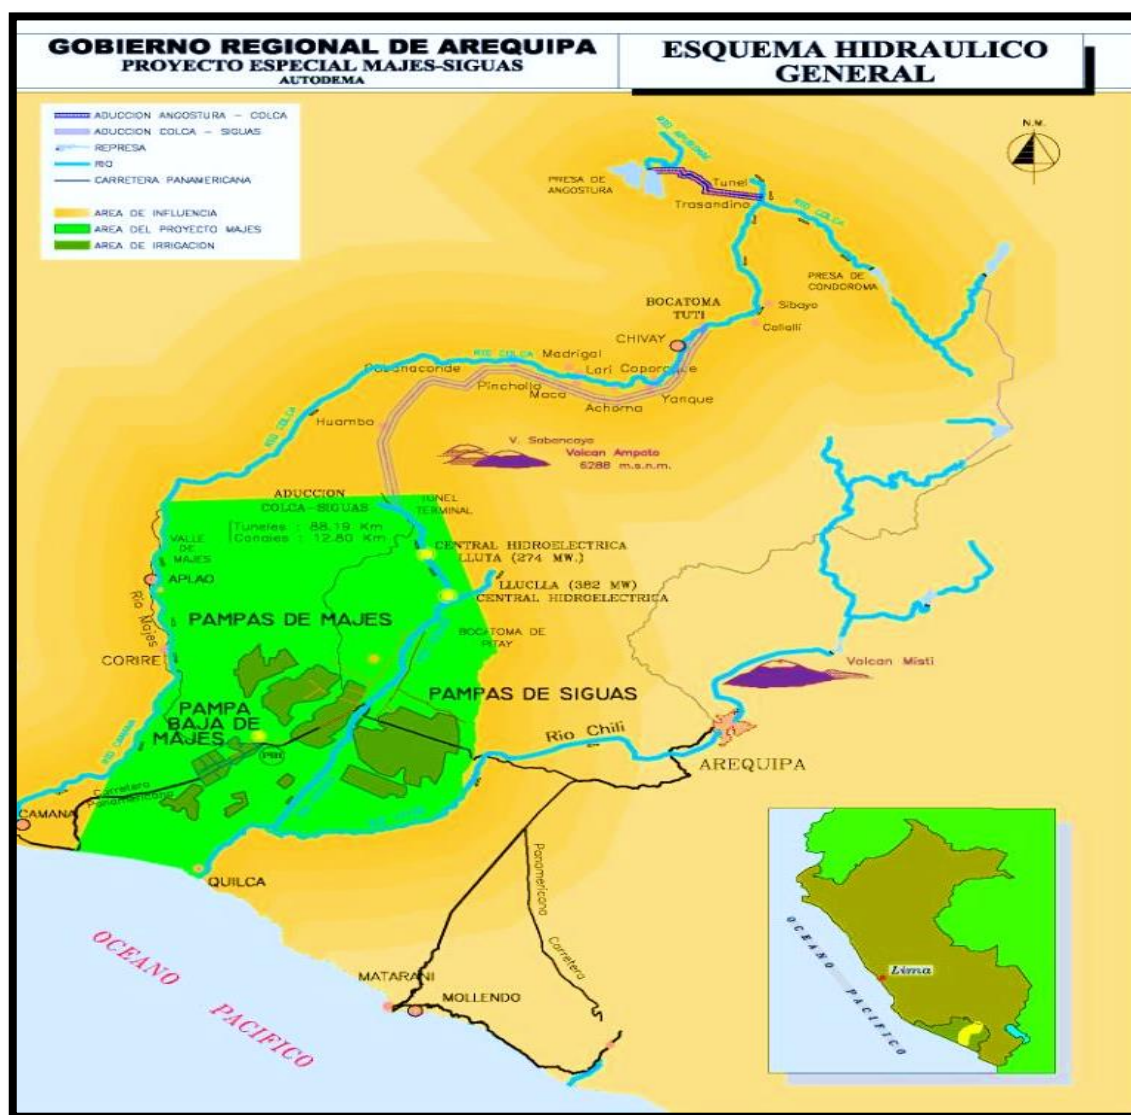 GOBIERNO REGIONAL DE AREQUIPA
PROYECTO ESPECIAL MAJES-SIGUAS
AUTODEMA
ESQUEMA HIDRAULICO
GENERAL
ADUCCION ANGOSTURA - COLCA
ADUCCION COLCA - SIGUAS
REPRESA
RIO
CARRETERA PANAMERICANA
AREA DE INFLUENCIA
AREA DEL PROYECTO MAJES
AREA DE IRRIGACION
N.M.
RIO APURIMAC
PRESA DE
ANGOSTURA
Tunel
Trasandino
RIO COLCA
PRESA DE
CONDOROMA
BOCATOMA
TUTI
Sibayo
Callalli
CHIVAY
RIO COLCA
Madrigal
Lari
Coporaque
Pinchollo
Maca
Achoma
Yanque
Huambo
RIO COLCA
V. Sabancaya
Volcan Ampato
6288 m.s.n.m.
ADUCCION
COLCA-SIGUAS
TUNEL
TERMINAL
Tuneles : 88.19 Km
Canales : 12.80 Km
VALLE
DE
MAJES
CENTRAL HIDROELECTRICA
LLUTA (274 MW.)
LLUCLLA (382 MW)
CENTRAL HIDROELECTRICA
APLAO
Rio Majes
PAMPAS DE MAJES
BOCATOMA DE
PITAY
CORIRE
Volcan Misti
PAMPAS DE SIGUAS
PAMPA
BAJA DE
MAJES
RIO CAMANA
Rio Chili
AREQUIPA
Carretera
Panamericana
CAMANA
QUILCA
Panamericana
Carretera
OCEANO PACIFICO
MATARANI
MOLLENDO
OCEANO PACIFICO
Lima